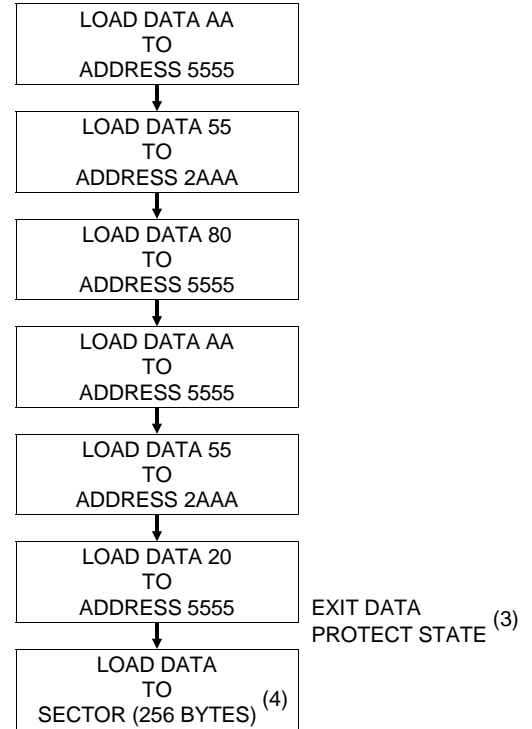 LOAD DATA AA
TO
ADDRESS 5555
LOAD DATA 55
TO
ADDRESS 2AAA
LOAD DATA 80
TO
ADDRESS 5555
LOAD DATA AA
TO
ADDRESS 5555
LOAD DATA 55
TO
ADDRESS 2AAA
LOAD DATA 20
TO
ADDRESS 5555
EXIT DATA
PROTECT STATE (3)
LOAD DATA
TO
SECTOR (256 BYTES) (4)